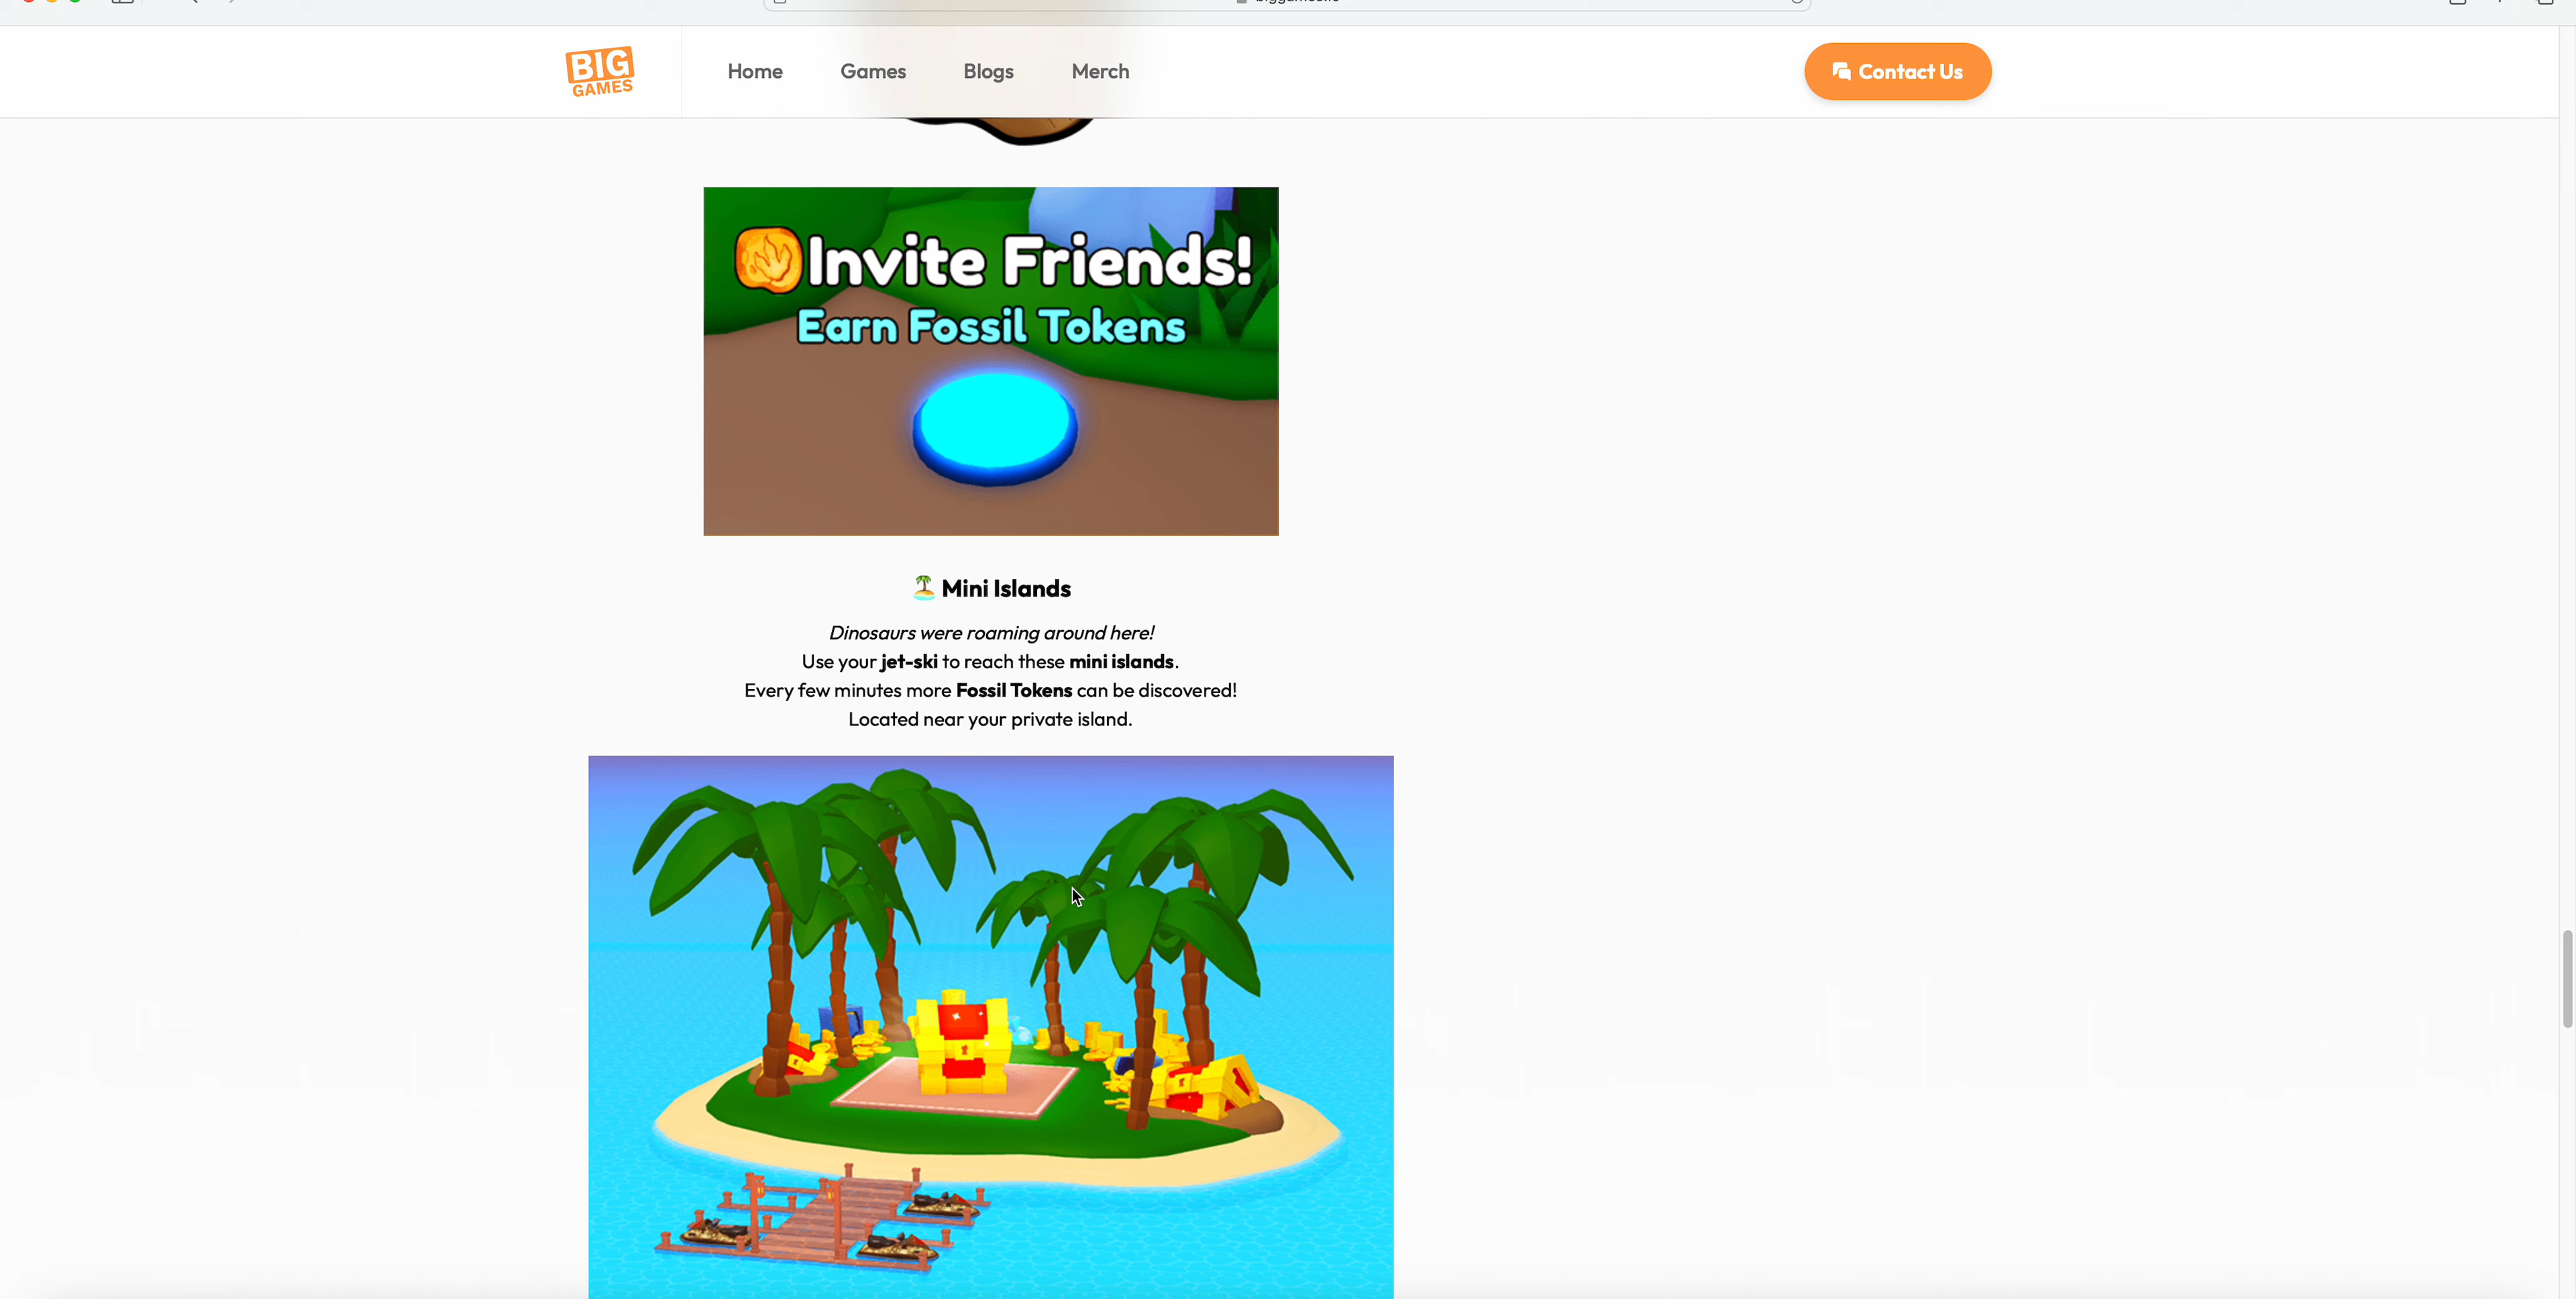 BIG
GAMES
Home
Games
Blogs
Merch
Contact Us
Invite Friends!
Earn Fossil Tokens
Mini Islands
Dinosaurs were roaming around here!
Use your jet-ski to reach these mini islands.
Every few minutes more Fossil Tokens can be discovered!
Located near your private island.